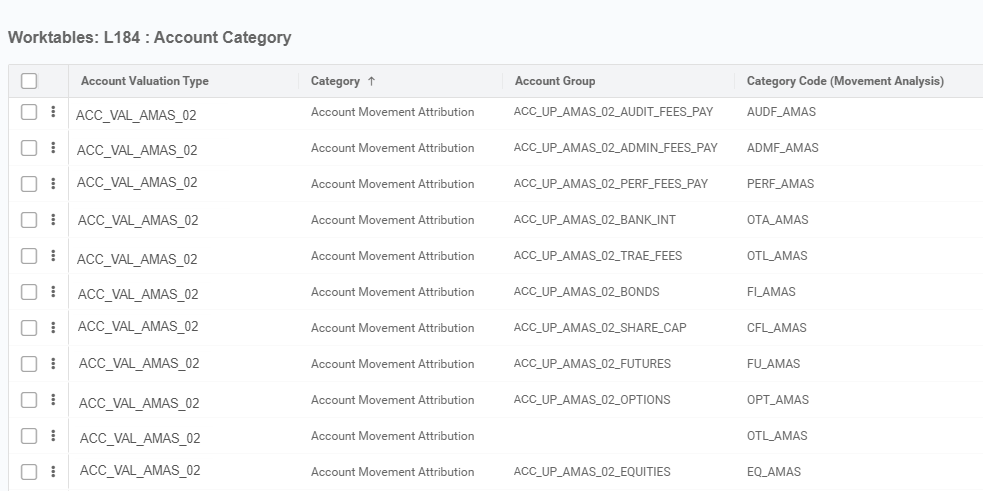 Worktables: L184 : Account Category
Account Valuation Type Category ↑ Account Group Category Code (Movement Analysis)
ACC_VAL_AMAS_02 Account Movement Attribution ACC_UP_AMAS_02_AUDIT_FEES_PAY AUDF_AMAS
ACC_VAL_AMAS_02 Account Movement Attribution ACC_UP_AMAS_02_ADMIN_FEES_PAY ADMF_AMAS
ACC_VAL_AMAS_02 Account Movement Attribution ACC_UP_AMAS_02_PERF_FEES_PAY PERF_AMAS
ACC_VAL_AMAS_02 Account Movement Attribution ACC_UP_AMAS_02_BANK_INT OTA_AMAS
ACC_VAL_AMAS_02 Account Movement Attribution ACC_UP_AMAS_02_TRAE_FEES OTL_AMAS
ACC_VAL_AMAS_02 Account Movement Attribution ACC_UP_AMAS_02_BONDS FI_AMAS
ACC_VAL_AMAS_02 Account Movement Attribution ACC_UP_AMAS_02_SHARE_CAP CFL_AMAS
ACC_VAL_AMAS_02 Account Movement Attribution ACC_UP_AMAS_02_FUTURES FU_AMAS
ACC_VAL_AMAS_02 Account Movement Attribution ACC_UP_AMAS_02_OPTIONS OPT_AMAS
ACC_VAL_AMAS_02 Account Movement Attribution OTL_AMAS
ACC_VAL_AMAS_02 Account Movement Attribution ACC_UP_AMAS_02_EQUITIES EQ_AMAS